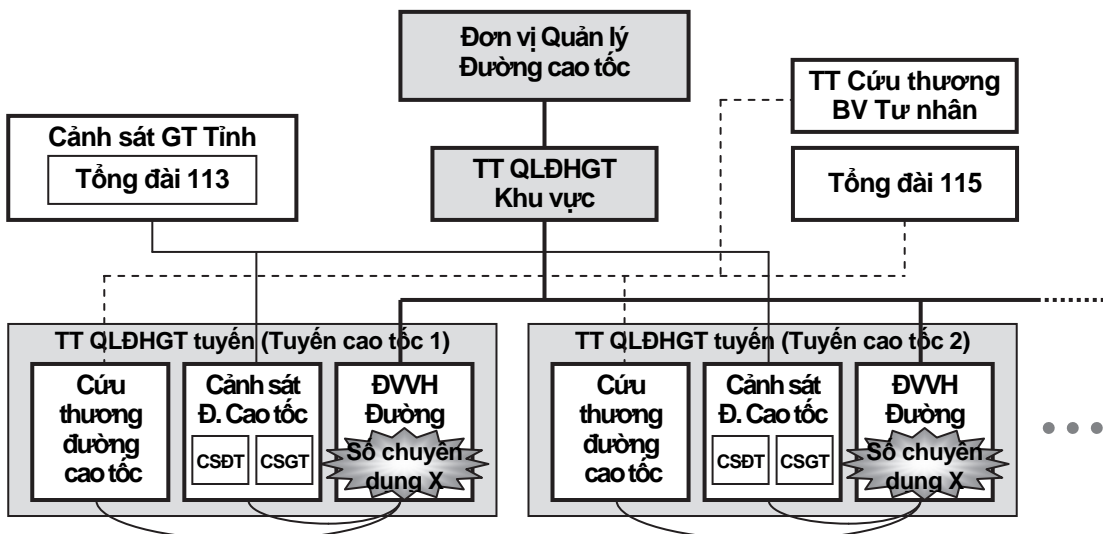 Đơn vị Quản lý
Đường cao tốc
TT Cứu thương
BV Tư nhân
Cảnh sát GT Tỉnh
Tổng đài 113
TT QLĐHGT
Khu vực
Tổng đài 115
TT QLĐHGT tuyến (Tuyến cao tốc 1)
Cứu
thương
đường
cao tốc
Cảnh sát
Đ. Cao tốc
CSĐT
CSGT
ĐVVH
Đường
Số chuyên
dụng X
TT QLĐHGT tuyến (Tuyến cao tốc 2)
Cứu
thương
đường
cao tốc
Cảnh sát
Đ. Cao tốc
CSĐT
CSGT
ĐVVH
Đường
Số chuyên
dụng X